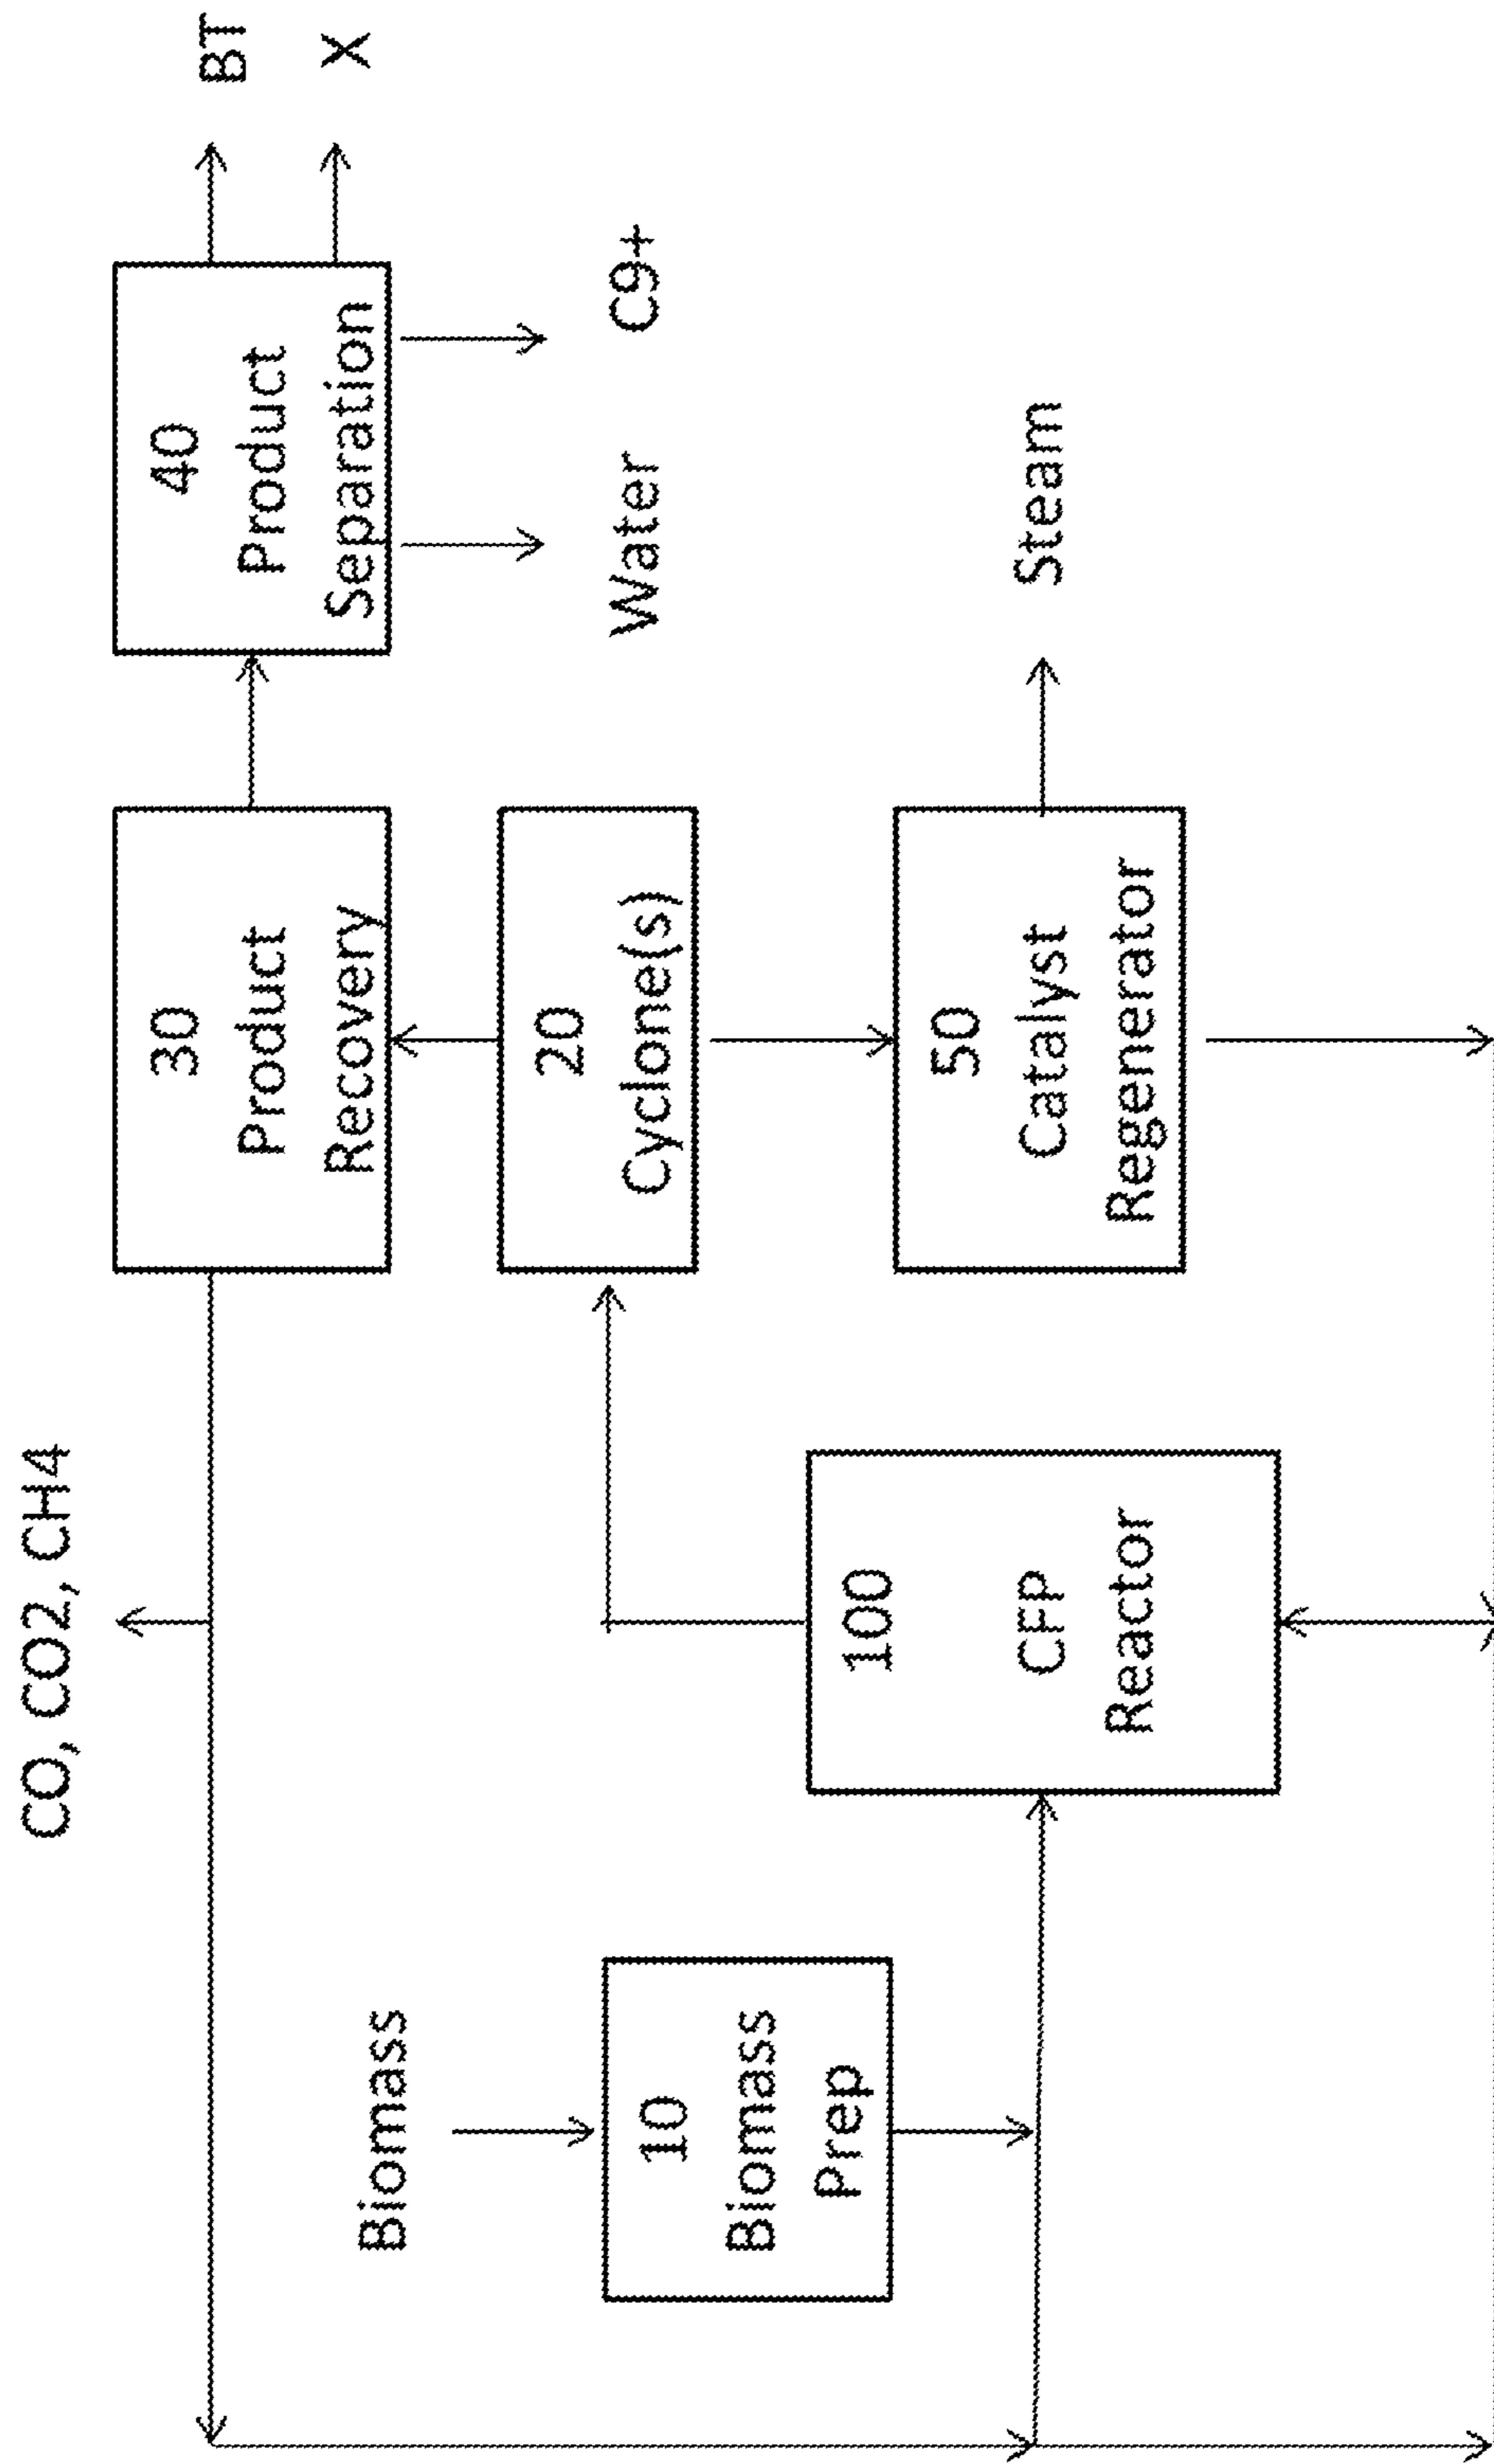 CO, CO2, CH4
Biomass
10
Biomass
Prep
100
CFP
Reactor
30
Product
Recovery
20
Cyclone(s)
50
Catalyst
Regenerator
40
Product
Separation
BT
X
Water
C9+
Steam